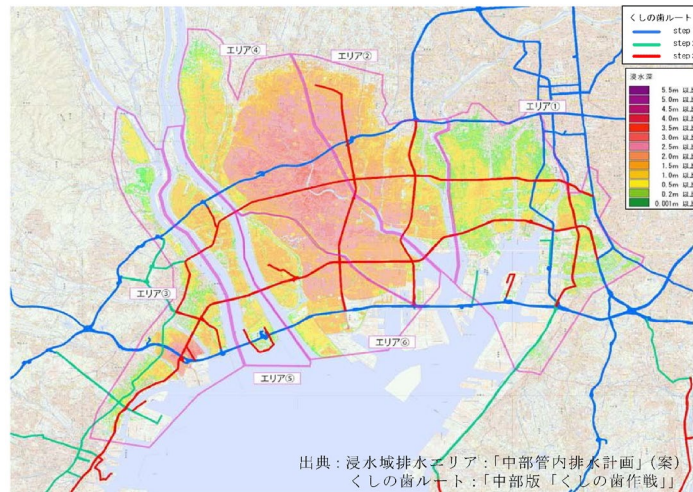 くしの歯ルート
step
step
step
浸水深
5.5m 以上
5.0m 以上
4.5m 以上
4.0m 以上
3.5m 以上
3.0m 以上
2.5m 以上
2.0m 以上
1.5m 以上
1.0m 以上
0.5m 以上
0.2m 以上
0.001m 以上
エリア④
エリア②
エリア①
エリア③
エリア⑥
エリア⑤
出典:浸水域排水エリア:「中部管内排水計画」(案)
くしの歯ルート:「中部版「くしの歯作戦」」